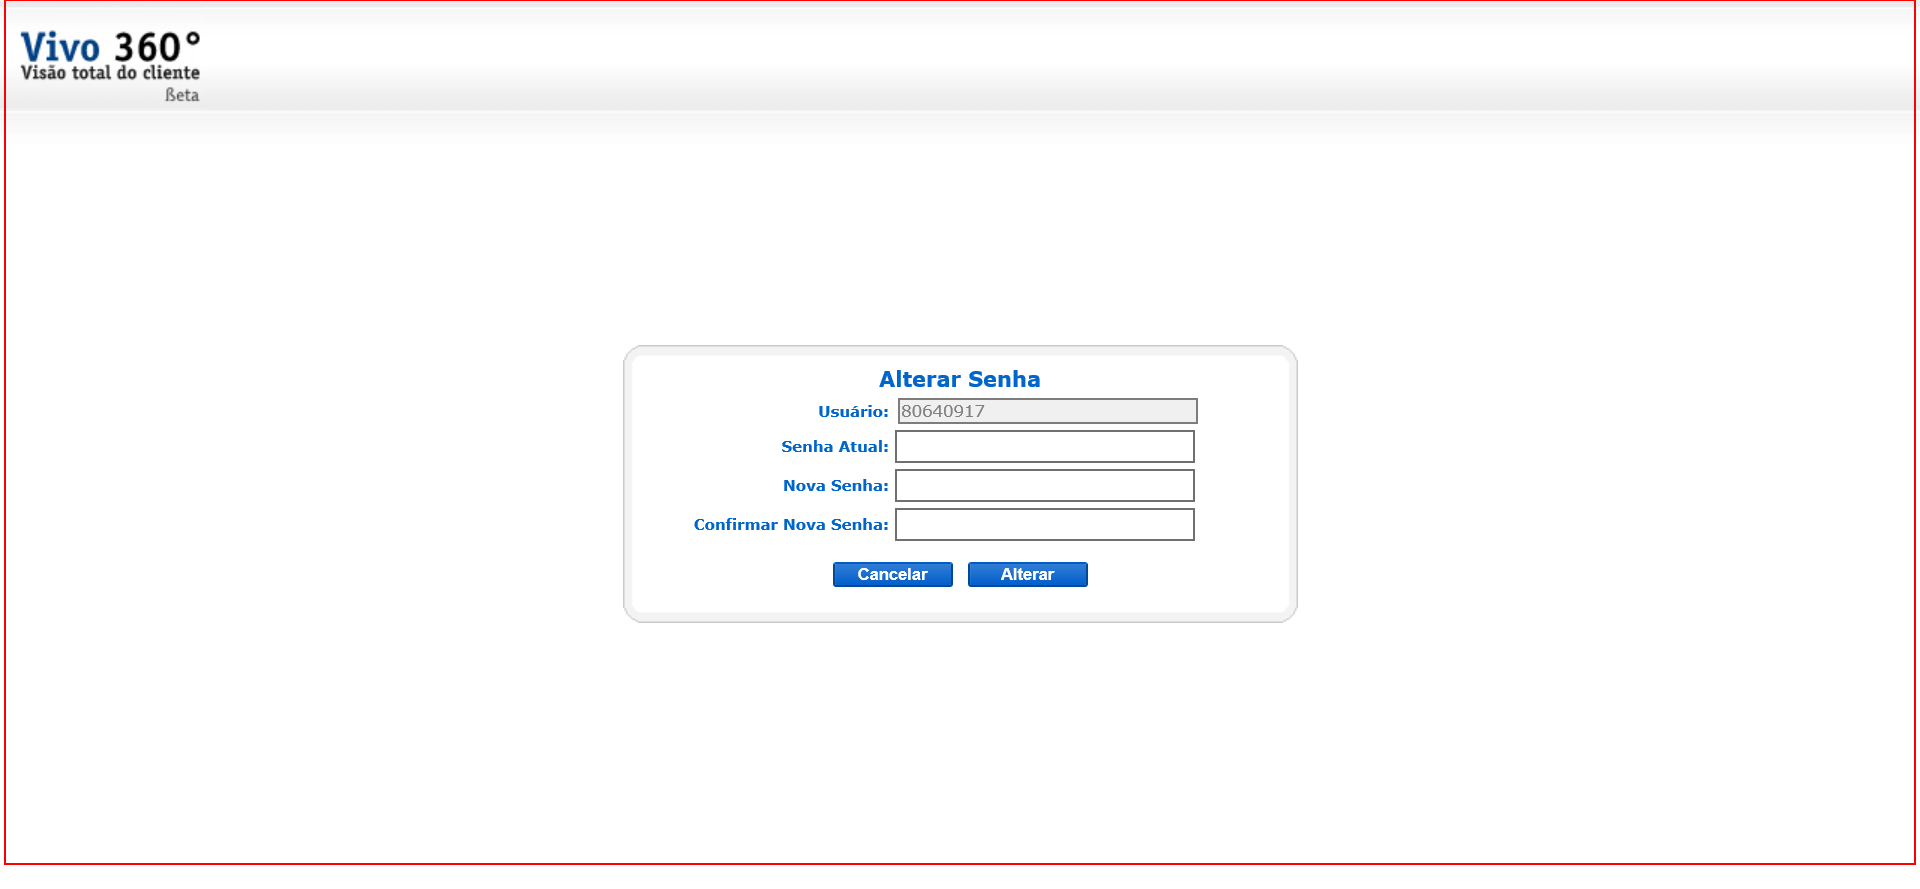 Vivo 360°
Visão total do cliente
ßeta
Alterar Senha
Usuário: 80640917
Senha Atual:
Nova Senha:
Confirmar Nova Senha:
Cancelar Alterar